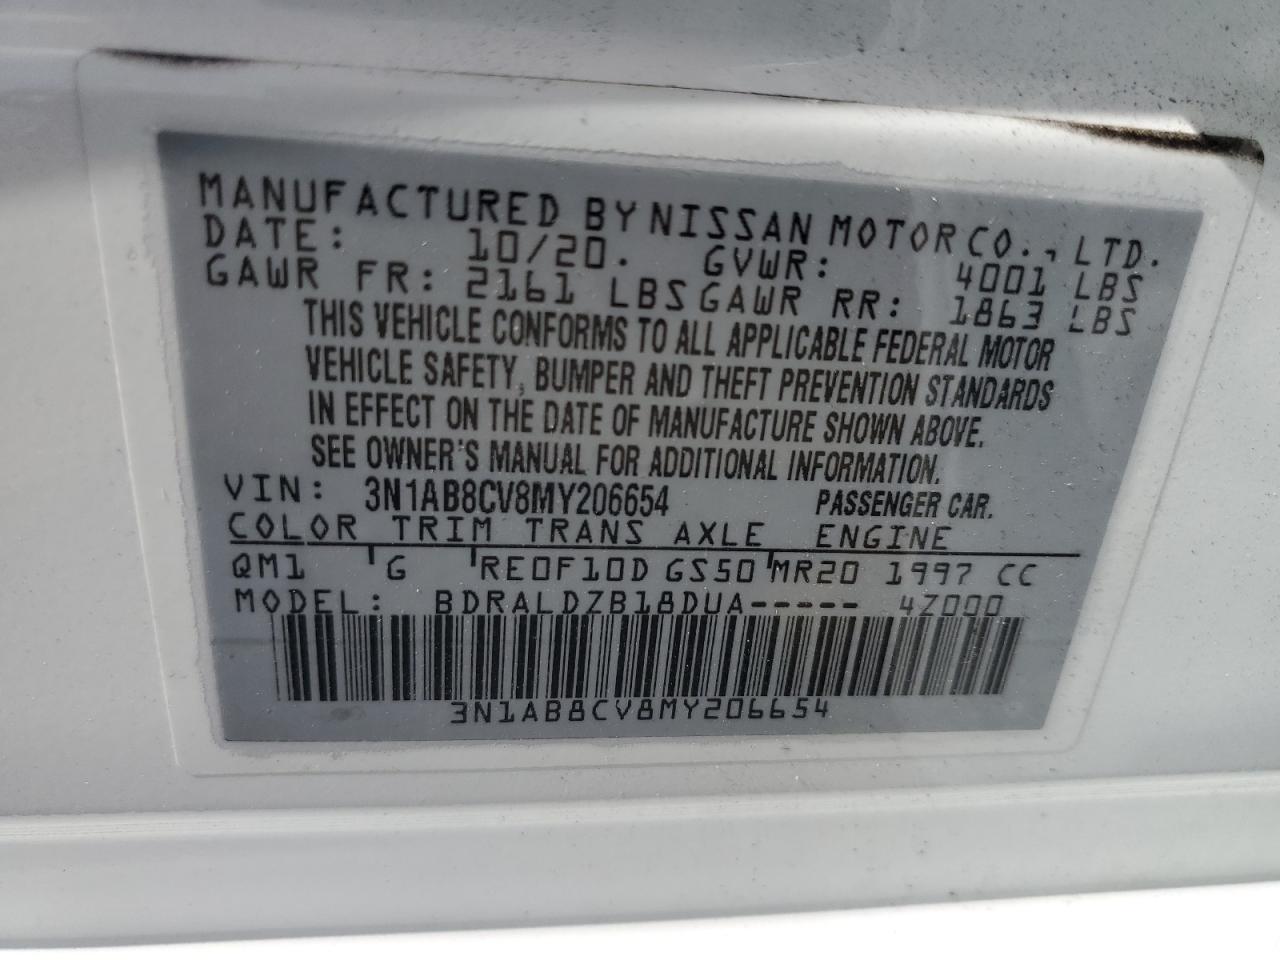 MANUFACTURED BY NISSAN MOTOR CO., LTD.
DATE: 10/20. GVWR: 4001 LBS
GAWR FR: 2161 LBS GAWR RR: 1863 LBS
THIS VEHICLE CONFORMS TO ALL APPLICABLE FEDERAL MOTOR
VEHICLE SAFETY, BUMPER AND THEFT PREVENTION STANDARDS
IN EFFECT ON THE DATE OF MANUFACTURE SHOWN ABOVE.
SEE OWNER'S MANUAL FOR ADDITIONAL INFORMATION.
VIN: 3N1AB8CV8MY206654 PASSENGER CAR.
COLOR TRIM TRANS AXLE ENGINE
QM1 G RE0F10D GS50 MR20 1997 CC
MODEL: BDRALDZB18DUA----- 4Z000
3N1AB8CV8MY206654